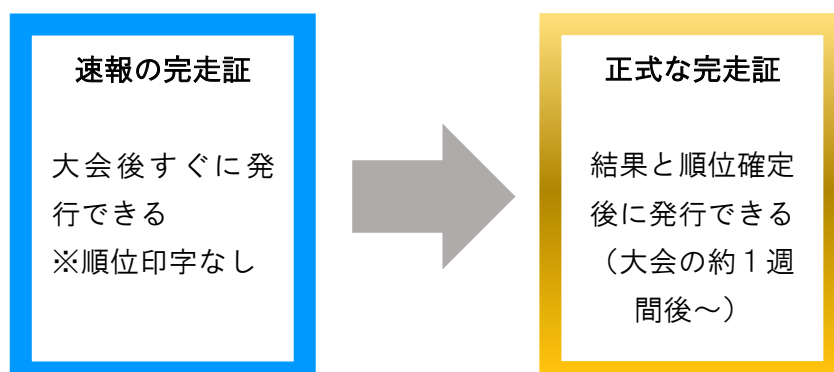 速報の完走証
大会後すぐに発
行できる
※順位印字なし
正式な完走証
結果と順位確定
後に発行できる
（大会の約１週
間後～）